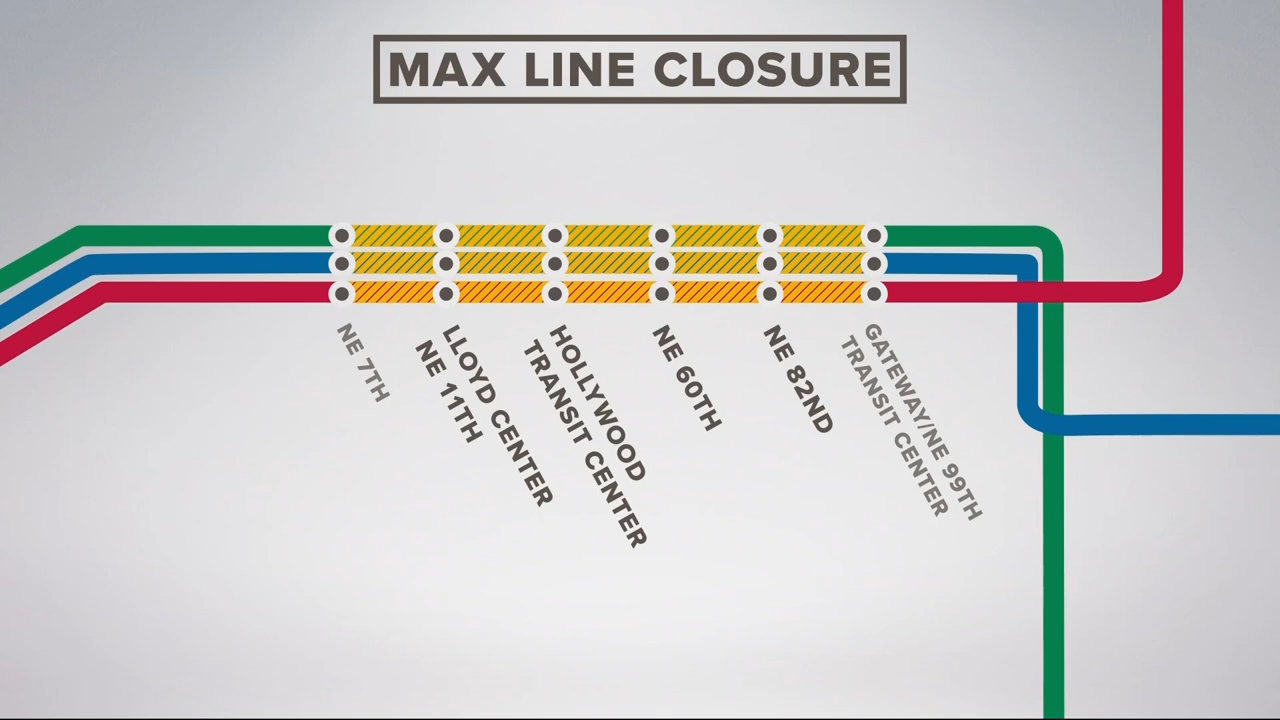 MAX LINE CLOSURE
NE 7TH
LLOYD CENTER
NE 11TH
HOLLYWOOD
TRANSIT CENTER
NE 60TH
NE 82ND
GATEWAY/NE 99TH
TRANSIT CENTER